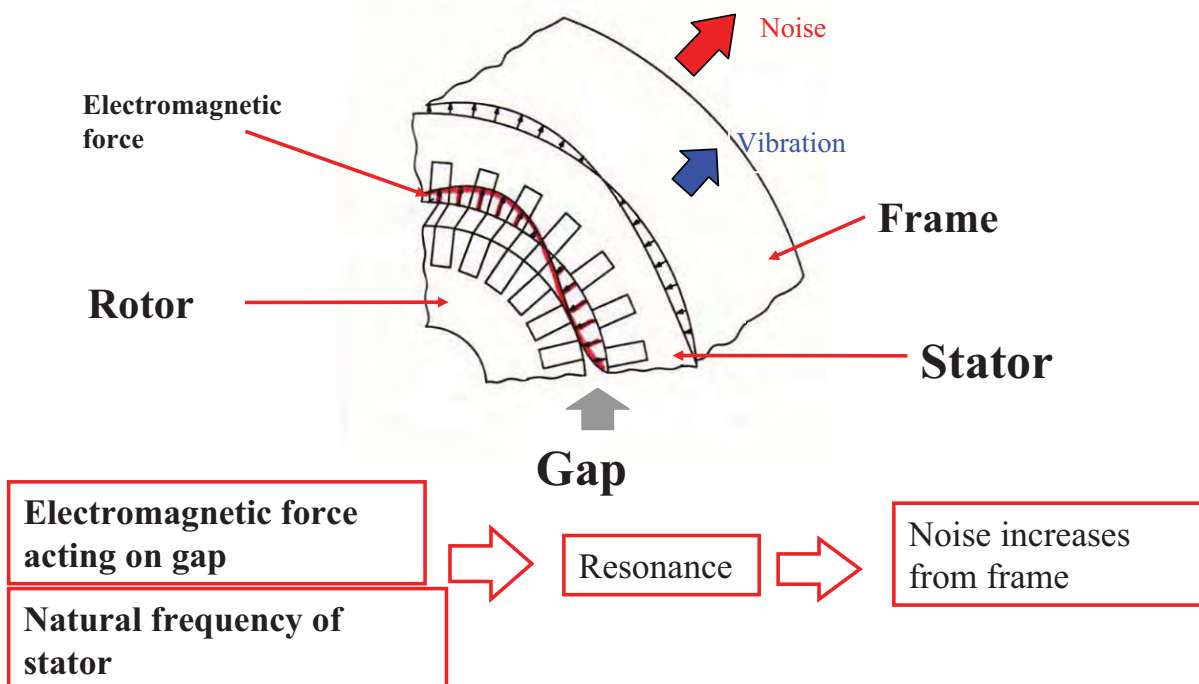 Noise
Electromagnetic
force
Vibration
Frame
Rotor
Stator
Gap
Electromagnetic force
acting on gap
Natural frequency of
stator
Resonance
Noise increases
from frame